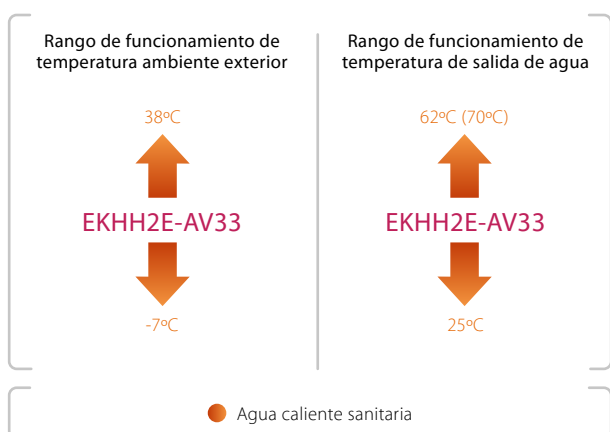 Rango de funcionamiento de
temperatura ambiente exterior
38ºC
EKHH2E-AV33
-7ºC
Rango de funcionamiento de
temperatura de salida de agua
62ºC (70ºC)
EKHH2E-AV33
25ºC
Agua caliente sanitaria